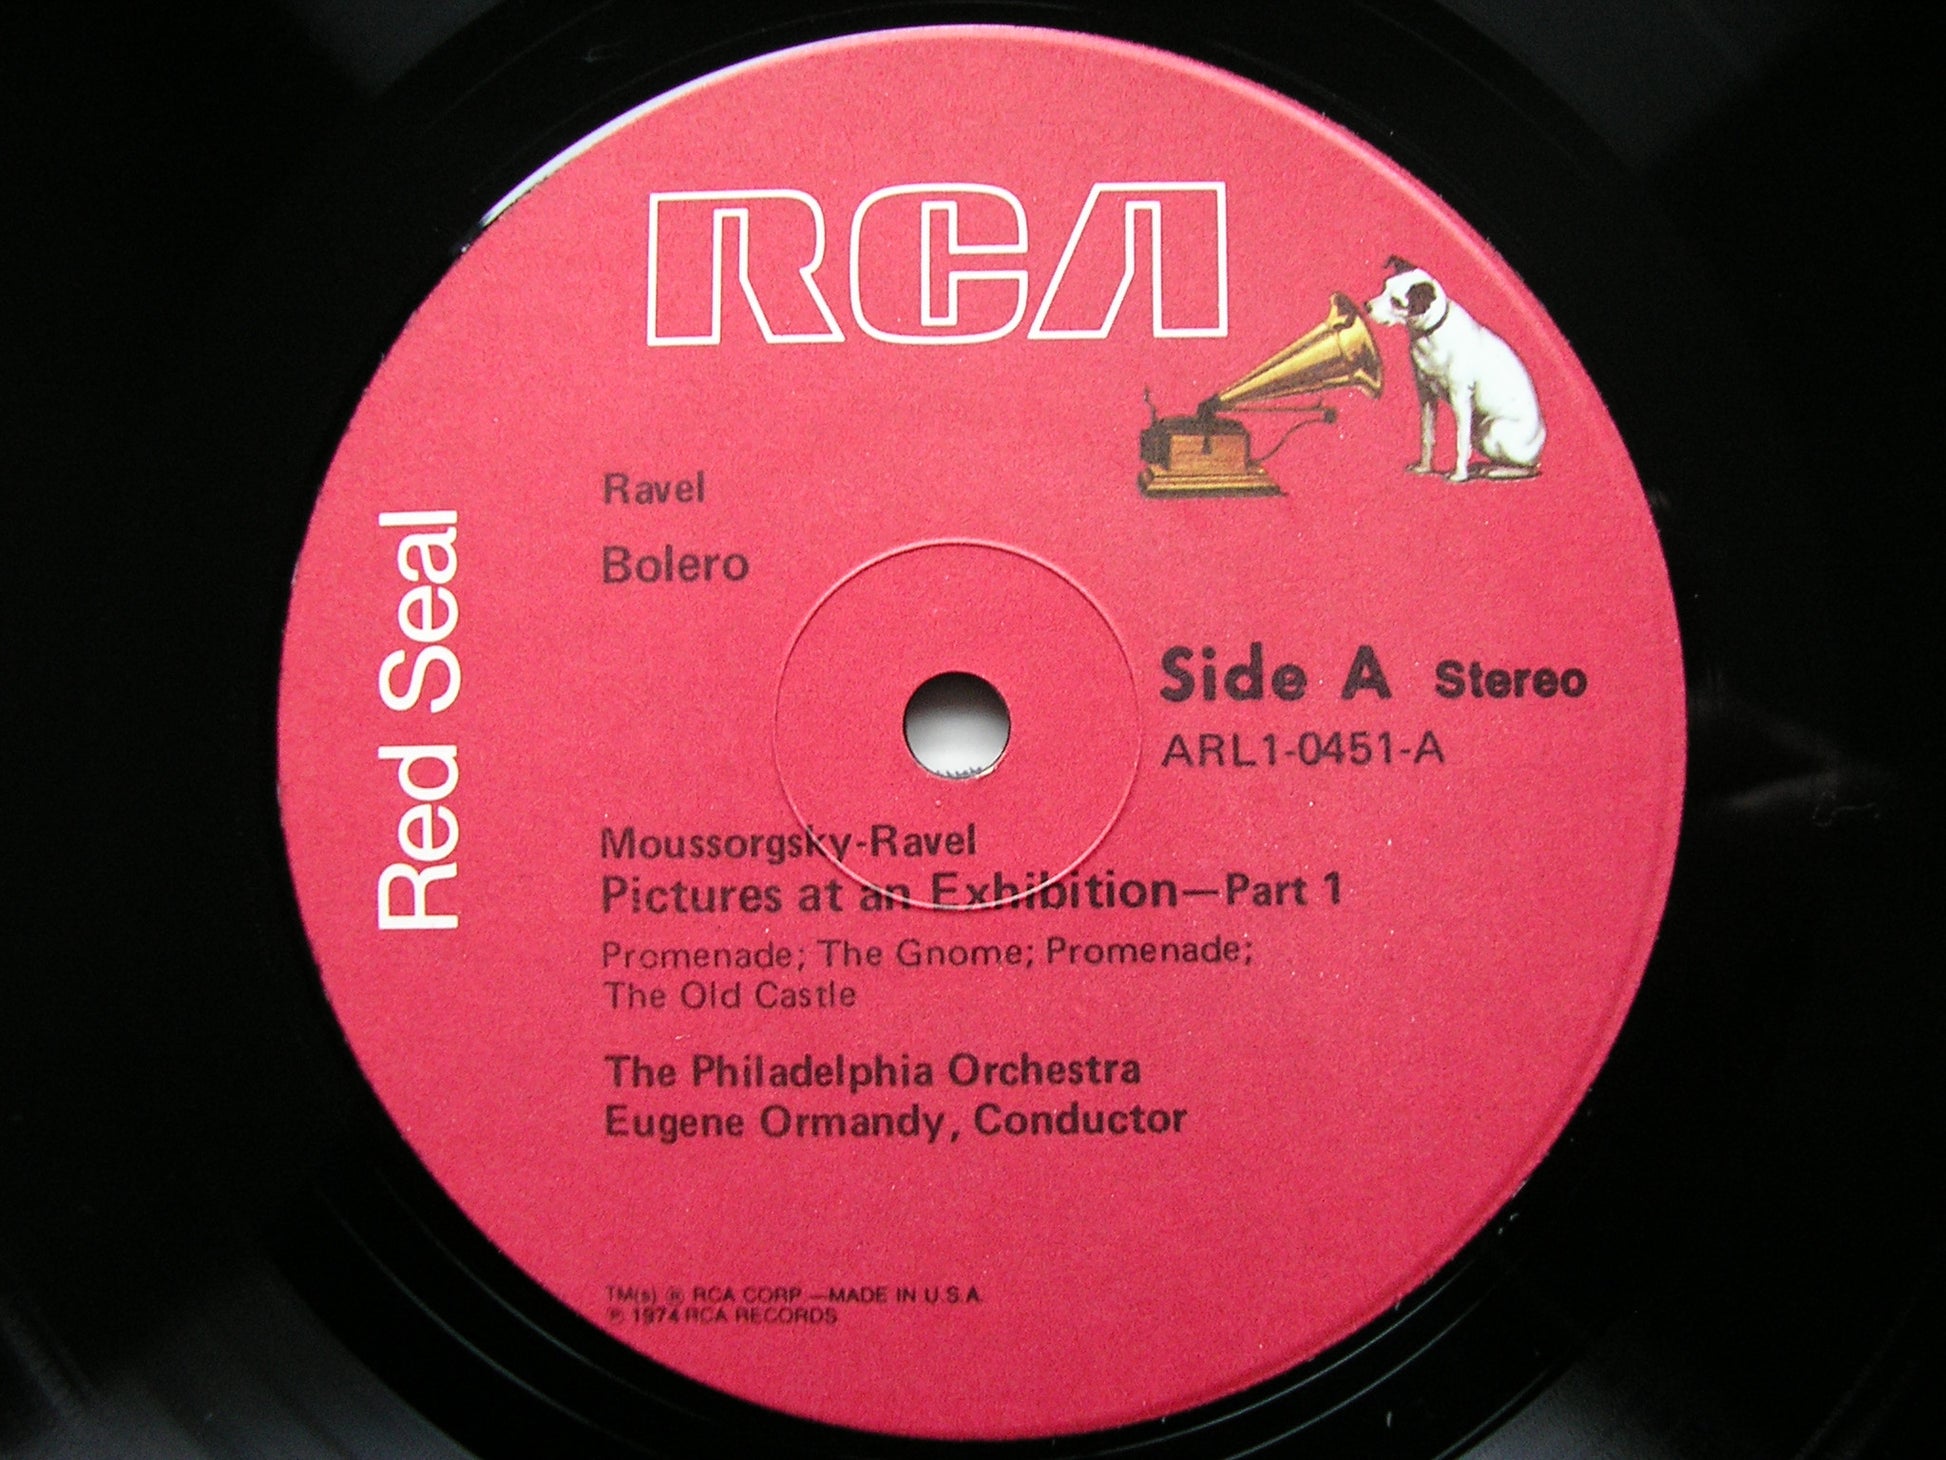 RCA
Red Seal
Ravel
Bolero
Side A Stereo
ARL1-0451-A
Moussorgsky-Ravel
Pictures at an Exhibition—Part 1
Promenade; The Gnome; Promenade;
The Old Castle
The Philadelphia Orchestra
Eugene Ormandy, Conductor
TM(s) ® RCA CORP.—MADE IN U.S.A.
℗ 1974 RCA RECORDS